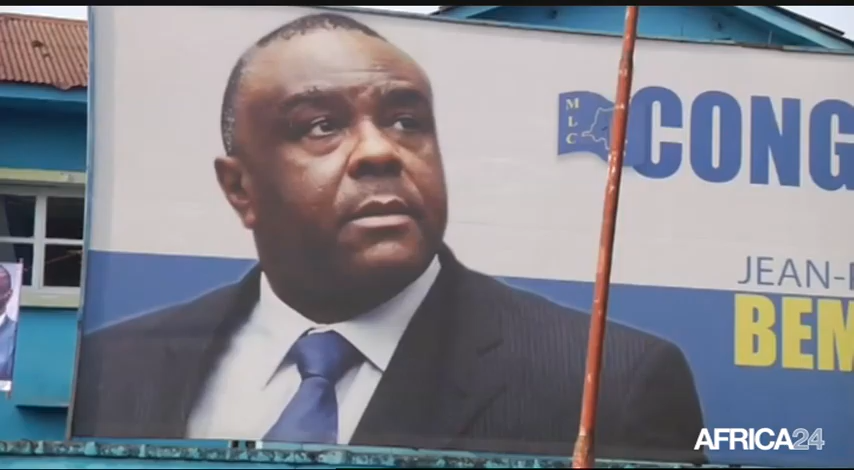 MLC
CONG
JEAN-
BEM
AFRICA24